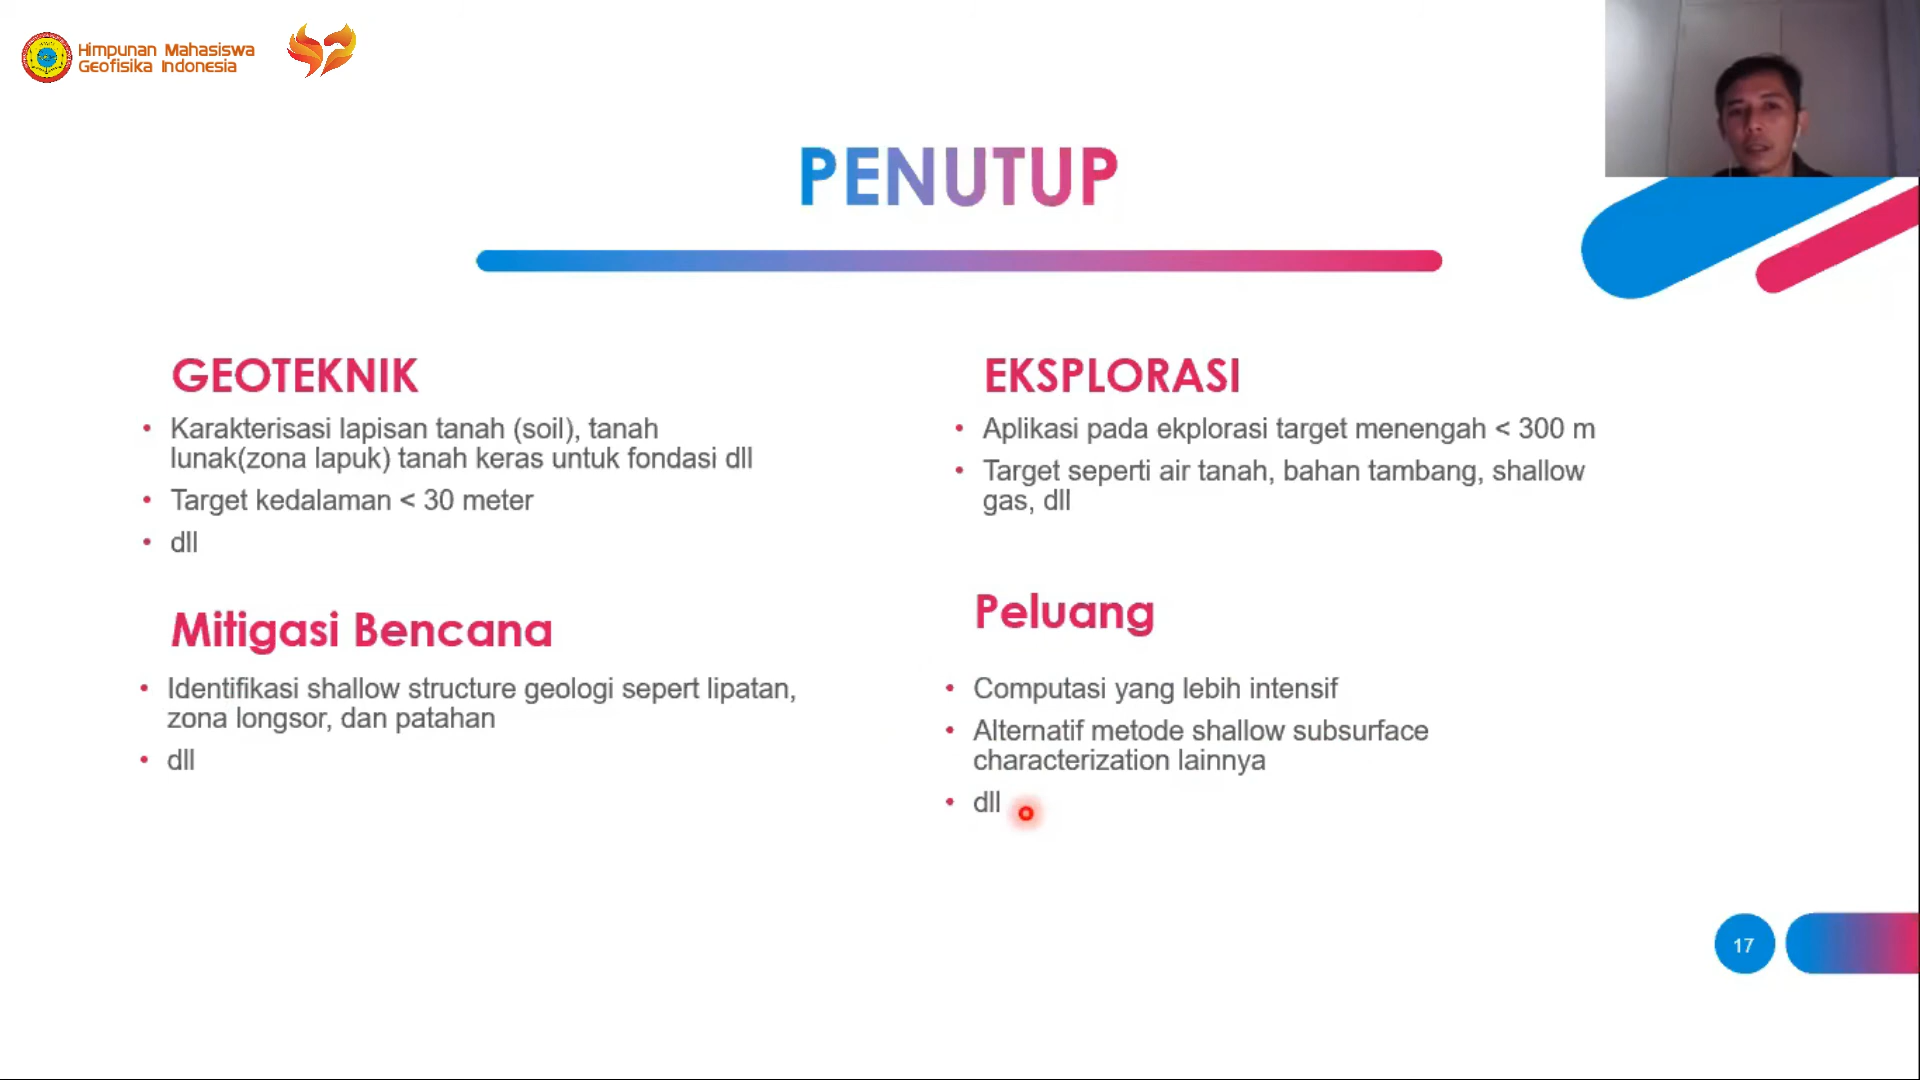 Himpunan Mahasiswa
Geofisika Indonesia
PENUTUP
GEOTEKNIK
• Karakterisasi lapisan tanah (soil), tanah
lunak(zona lapuk) tanah keras untuk fondasi dll
• Target kedalaman < 30 meter
• dll
Mitigasi Bencana
• Identifikasi shallow structure geologi sepert lipatan,
zona longsor, dan patahan
• dll
EKSPLORASI
• Aplikasi pada ekplorasi target menengah < 300 m
• Target seperti air tanah, bahan tambang, shallow
gas, dll
Peluang
• Computasi yang lebih intensif
• Alternatif metode shallow subsurface
characterization lainnya
• dll
17